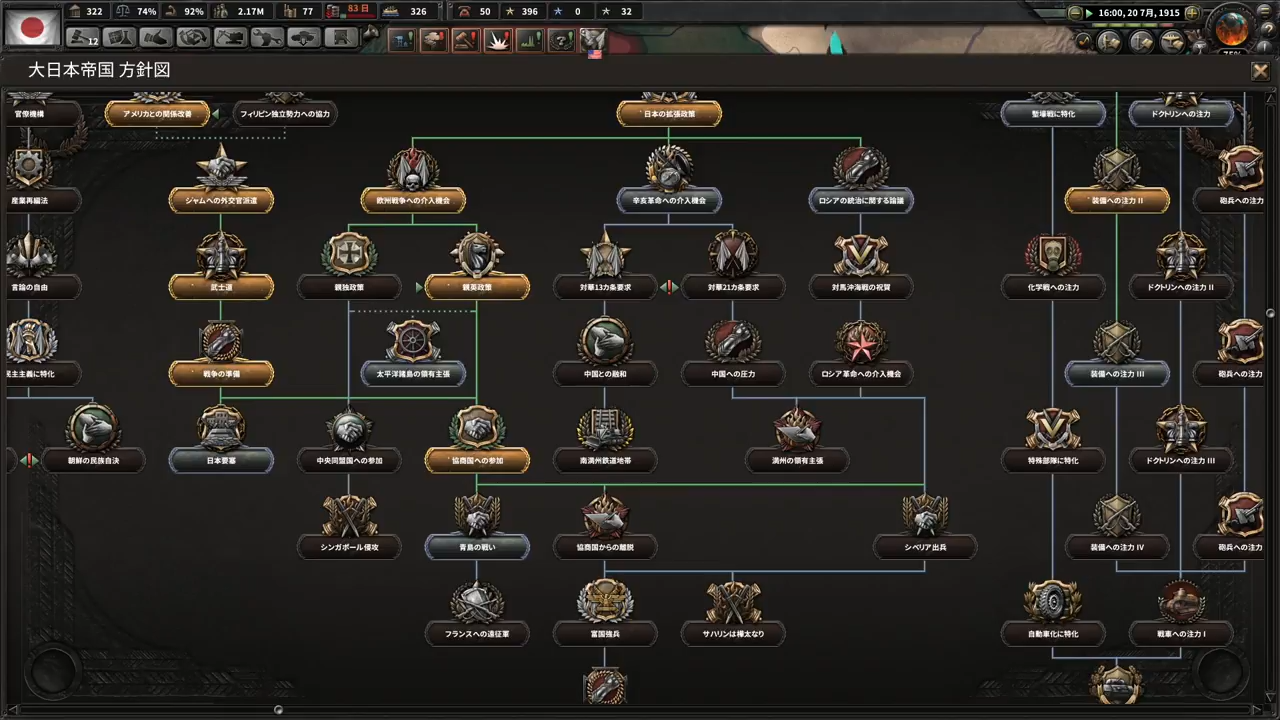 322 74% 92% 2.17M 77 83 日 326 50 396 0 32 16:00, 20 7月, 1915
12
75%
大日本帝国 方針図
官僚機構 アメリカとの関係改善 フィリピン独立勢力への協力 日本の拡張政策 塹壕戦に特化 ドクトリンへの注力
産業再編法 シャムへの外交官派遣 欧州戦争への介入機会 辛亥革命への介入機会 ロシアの統治に関する論議 装備への注力 II 砲兵への注力
言論の自由 武士道 親独政策 親英政策 対華13カ条要求 対華21カ条要求 対馬沖海戦の祝賀 化学戦への注力 ドクトリンへの注力 II
民主主義に特化 戦争の準備 太平洋諸島の領有主張 中国との融和 中国への圧力 ロシア革命への介入機会 装備への注力 III 砲兵への注力
朝鮮の民族自決 日本要塞 中央同盟国への参加 協商国への参加 南満州鉄道地帯 満州の領有主張 特殊部隊に特化 ドクトリンへの注力 III
シンガポール侵攻 青島の戦い 協商国からの離脱 シベリア出兵 装備への注力 IV 砲兵への注力
フランスへの遠征軍 富国強兵 サハリンは樺太なり 自動車化に特化 戦車への注力 I